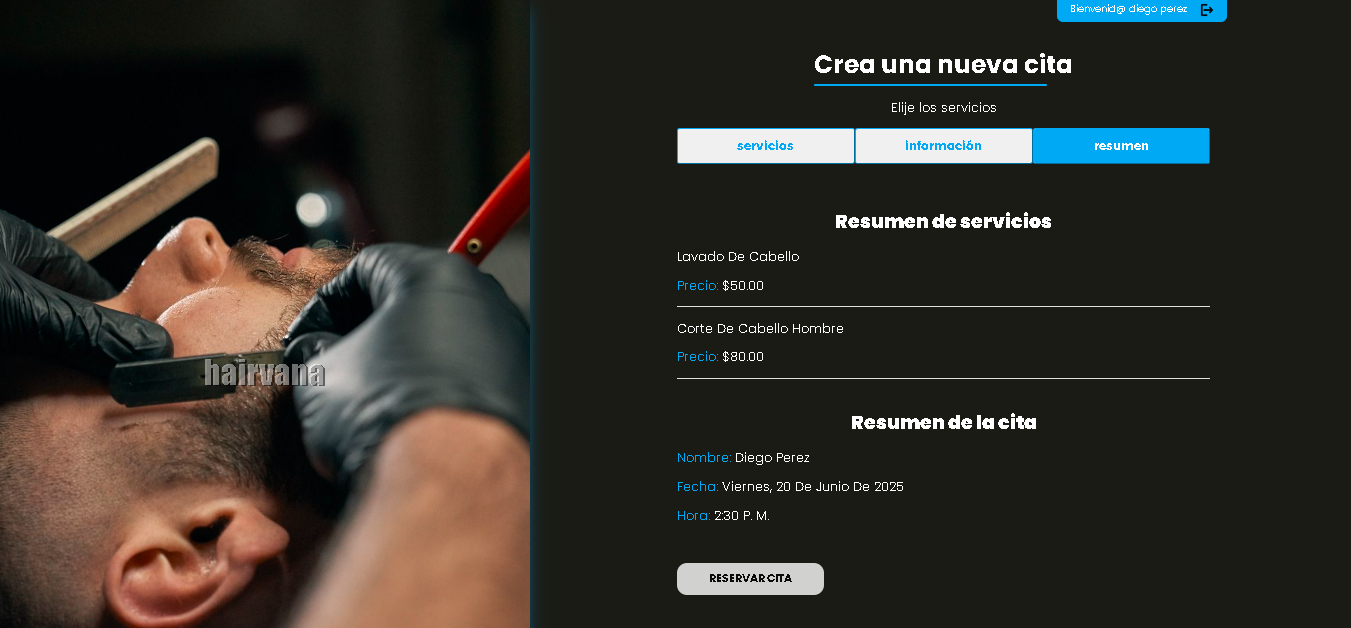 Bienvenid@ diego perez
Crea una nueva cita
Elije los servicios
servicios
información
resumen
Resumen de servicios
Lavado De Cabello
Precio: $50.00
Corte De Cabello Hombre
Precio: $80.00
Resumen de la cita
Nombre: Diego Perez
Fecha: Viernes, 20 De Junio De 2025
Hora: 2:30 P. M.
RESERVAR CITA
hairvana